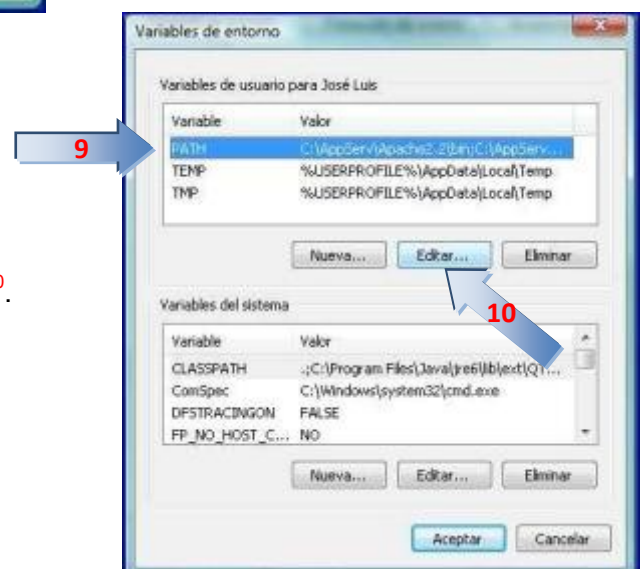 Variables de entorno
Variables de usuario para José Luis
Variable Valor
9
PATH C:\AppServ\Apache2.2\bin;C:\AppServ...
TEMP %USERPROFILE%\AppData\Local\Temp
TMP %USERPROFILE%\AppData\Local\Temp
Nueva... Editar... Eliminar
0
.
10
Variables del sistema
Variable Valor
CLASSPATH .;C:\Program Files\Java\jre6\lib\ext\QT...
ComSpec C:\Windows\system32\cmd.exe
DFSTRACINGON FALSE
FP_NO_HOST_C... NO
Nueva... Editar... Eliminar
Aceptar Cancelar